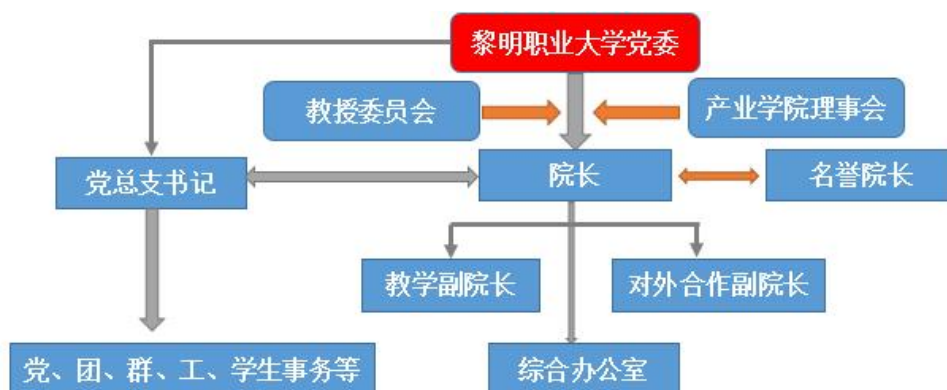 黎明职业大学党委
教授委员会
产业学院理事会
党总支书记
院长
名誉院长
教学副院长
对外合作副院长
党、团、群、工、学生事务等
综合办公室